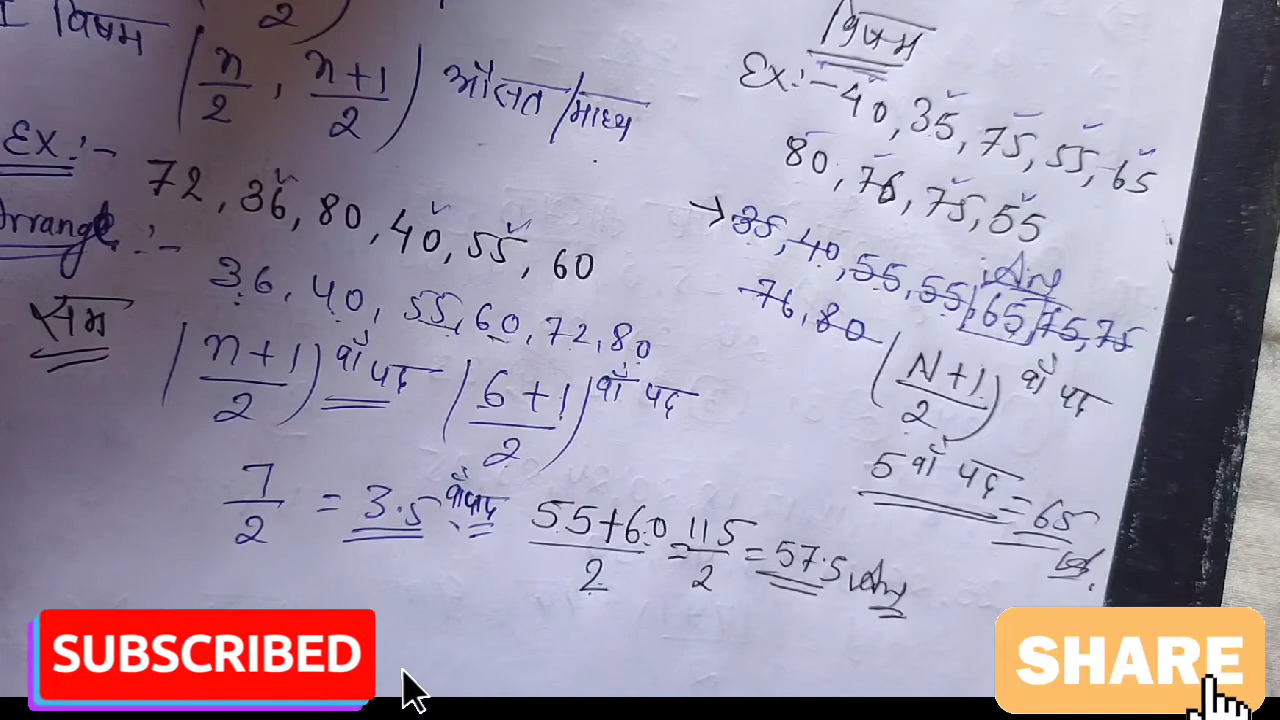 I विषम
2)
(n/2, n+1/2) औसत/माध्य
Ex:-
72, 36, 80, 40, 55, 60
Arrange :-
36, 40, 55, 60, 72, 80
सम
(n+1/2) वाँ पद (6+1/2) वाँ पद
7/2 = 3.5 वाँ पद 55+60/2 = 115/2 = 57.5 Ans
विषम
Ex:- 40, 35, 75, 55, 65
80, 76, 75, 55
→ 35, 40, 55, 55, 65, 75, 75
Ans
76, 80
(N+1/2) वाँ पद
5 वाँ पद = 65
SUBSCRIBED
SHARE